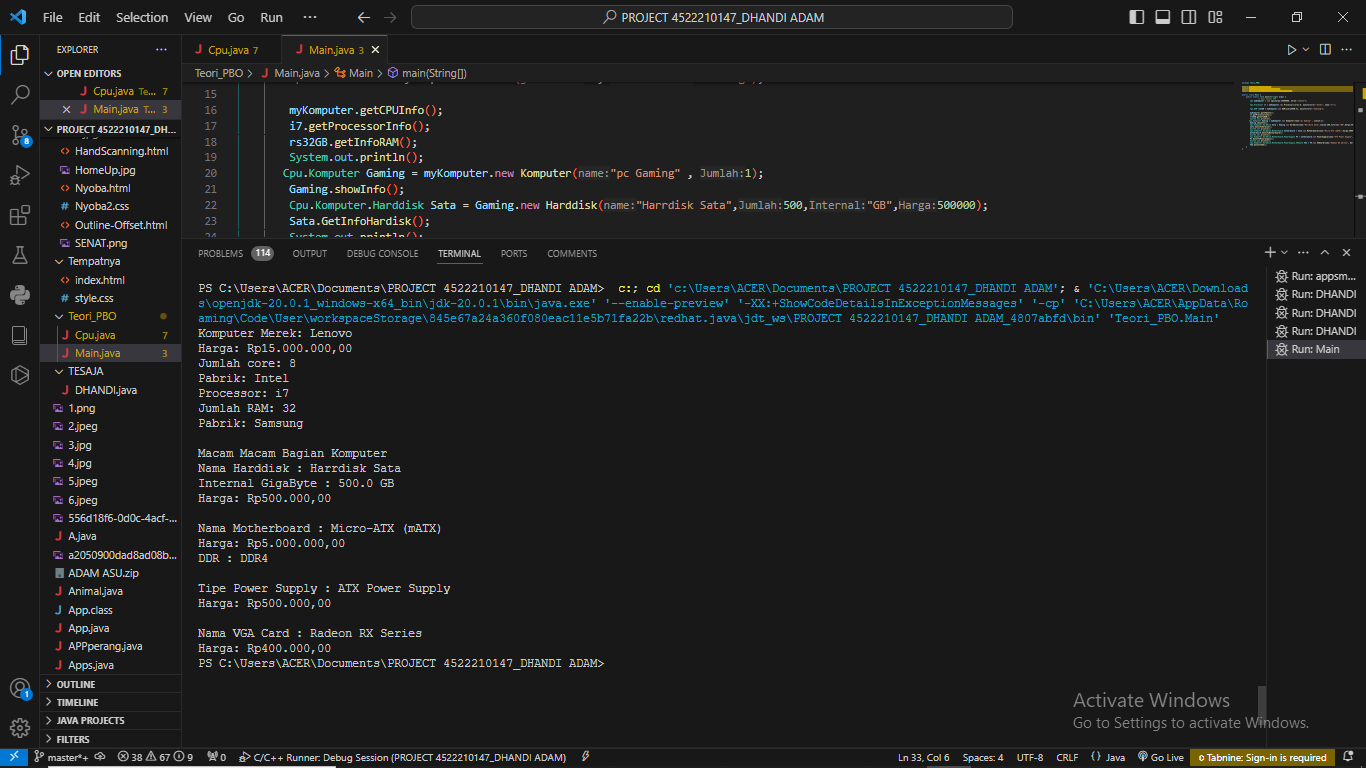 File Edit Selection View Go Run ··· PROJECT 4522210147_DHANDI ADAM
EXPLORER ···
OPEN EDITORS
Cpu.java Te... 7
Main.java T... 3
PROJECT 4522210147_DH...
HandScanning.html
HomeUp.jpg
Nyoba.html
Nyoba2.css
Outline-Offset.html
SENAT.png
Tempatnya
index.html
style.css
Teori_PBO
Cpu.java 7
Main.java 3
TESAJA
DHANDI.java
1.png
2.jpeg
3.jpg
4.jpg
5.jpeg
6.jpeg
556d18f6-0d0c-4acf-...
A.java
a2050900dad8ad08b...
ADAM ASU.zip
Animal.java
App.class
App.java
APPperang.java
Apps.java
OUTLINE
TIMELINE
JAVA PROJECTS
FILTERS
8
1
Cpu.java 7 Main.java 3
Teori_PBO > Main.java > Main > main(String[])
15
16 myKomputer.getCPUInfo();
17 i7.getProcessorInfo();
18 rs32GB.getInfoRAM();
19 System.out.println();
20 Cpu.Komputer Gaming = myKomputer.new Komputer(name:"pc Gaming" , Jumlah:1);
21 Gaming.showInfo();
22 Cpu.Komputer.Harddisk Sata = Gaming.new Harddisk(name:"Harrdisk Sata",Jumlah:500,Internal:"GB",Harga:500000);
23 Sata.GetInfoHardisk();
24 System.out.println();
PROBLEMS 114 OUTPUT DEBUG CONSOLE TERMINAL PORTS COMMENTS
PS C:\Users\ACER\Documents\PROJECT 4522210147_DHANDI ADAM> c:; cd 'c:\Users\ACER\Documents\PROJECT 4522210147_DHANDI ADAM'; & 'C:\Users\ACER\Download
s\openjdk-20.0.1_windows-x64_bin\jdk-20.0.1\bin\java.exe' '--enable-preview' '-XX:+ShowCodeDetailsInExceptionMessages' '-cp' 'C:\Users\ACER\AppData\Ro
aming\Code\User\workspaceStorage\845e67a24a360f080eac11e5b71fa22b\redhat.java\jdt_ws\PROJECT 4522210147_DHANDI ADAM_4807abfd\bin' 'Teori_PBO.Main'
Komputer Merek: Lenovo
Harga: Rp15.000.000,00
Jumlah core: 8
Pabrik: Intel
Processor: i7
Jumlah RAM: 32
Pabrik: Samsung
Macam Macam Bagian Komputer
Nama Harddisk : Harrdisk Sata
Internal GigaByte : 500.0 GB
Harga: Rp500.000,00
Nama Motherboard : Micro-ATX (mATX)
Harga: Rp5.000.000,00
DDR : DDR4
Tipe Power Supply : ATX Power Supply
Harga: Rp500.000,00
Nama VGA Card : Radeon RX Series
Harga: Rp400.000,00
PS C:\Users\ACER\Documents\PROJECT 4522210147_DHANDI ADAM>
Run: appsm...
Run: DHANDI
Run: DHANDI
Run: DHANDI
Run: Main
Activate Windows
Go to Settings to activate Windows.
master*+ 38 67 9 0 C/C++ Runner: Debug Session (PROJECT 4522210147_DHANDI ADAM) Ln 33, Col 6 Spaces: 4 UTF-8 CRLF {} Java Go Live Tabnine: Sign-in is required